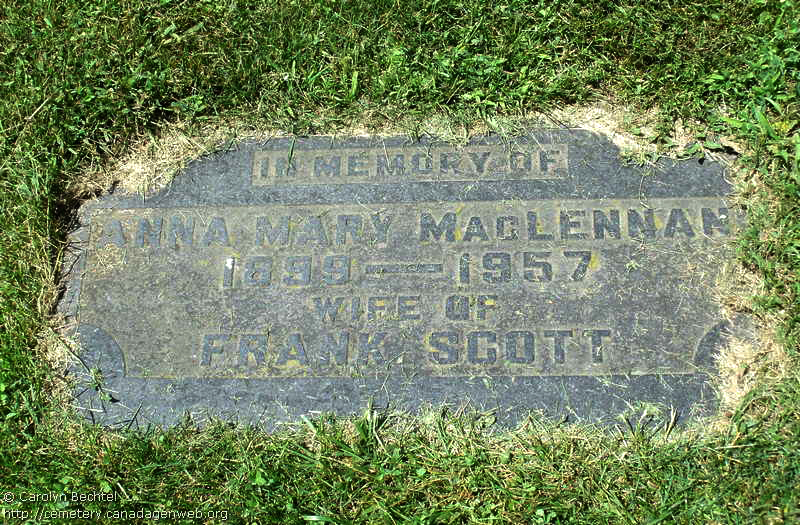 IN MEMORY OF
ANNA MARY MACLENNAN
1899 — 1957
WIFE OF
FRANK SCOTT
© Carolyn Bechtel
http://cemetery.canadagenweb.org